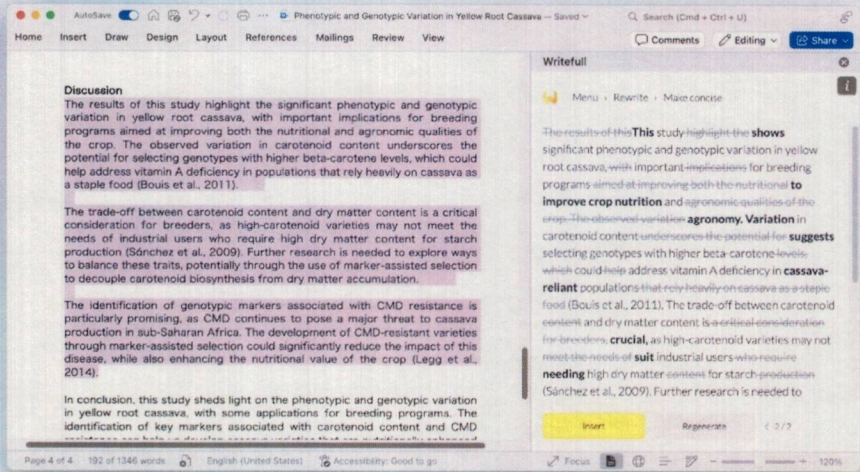 AutoSave
Phenotypic and Genotypic Variation in Yellow Root Cassava — Saved
Search (Cmd + Ctrl + U)
Home Insert Draw Design Layout References Mailings Review View
Comments Editing Share
Discussion
The results of this study highlight the significant phenotypic and genotypic
variation in yellow root cassava, with important implications for breeding
programs aimed at improving both the nutritional and agronomic qualities of
the crop. The observed variation in carotenoid content underscores the
potential for selecting genotypes with higher beta-carotene levels, which could
help address vitamin A deficiency in populations that rely heavily on cassava as
a staple food (Bouis et al., 2011).
The trade-off between carotenoid content and dry matter content is a critical
consideration for breeders, as high-carotenoid varieties may not meet the
needs of industrial users who require high dry matter content for starch
production (Sánchez et al., 2009). Further research is needed to explore ways
to balance these traits, potentially through the use of marker-assisted selection
to decouple carotenoid biosynthesis from dry matter accumulation.
The identification of genotypic markers associated with CMD resistance is
particularly promising, as CMD continues to pose a major threat to cassava
production in sub-Saharan Africa. The development of CMD-resistant varieties
through marker-assisted selection could significantly reduce the impact of this
disease, while also enhancing the nutritional value of the crop (Legg et al.,
2014).
In conclusion, this study sheds light on the phenotypic and genotypic variation
in yellow root cassava, with some applications for breeding programs. The
identification of key markers associated with carotenoid content and CMD
Writefull
Menu › Rewrite › Make concise
The results of this This study highlight the shows
significant phenotypic and genotypic variation in yellow
root cassava, with important implications for breeding
programs aimed at improving both the nutritional to
improve crop nutrition and agronomic qualities of the
crop. The observed variation agronomy. Variation in
carotenoid content underscores the potential for suggests
selecting genotypes with higher beta-carotene levels,
which could help address vitamin A deficiency in cassava-
reliant populations that rely heavily on cassava as a staple
food (Bouis et al., 2011). The trade-off between carotenoid
content and dry matter content is a critical consideration
for breeders, crucial, as high-carotenoid varieties may not
meet the needs of suit industrial users who require
needing high dry matter content for starch production
(Sánchez et al., 2009). Further research is needed to
Insert Regenerate 2/2
Page 4 of 4 192 of 1346 words English (United States) Accessibility: Good to go Focus 120%